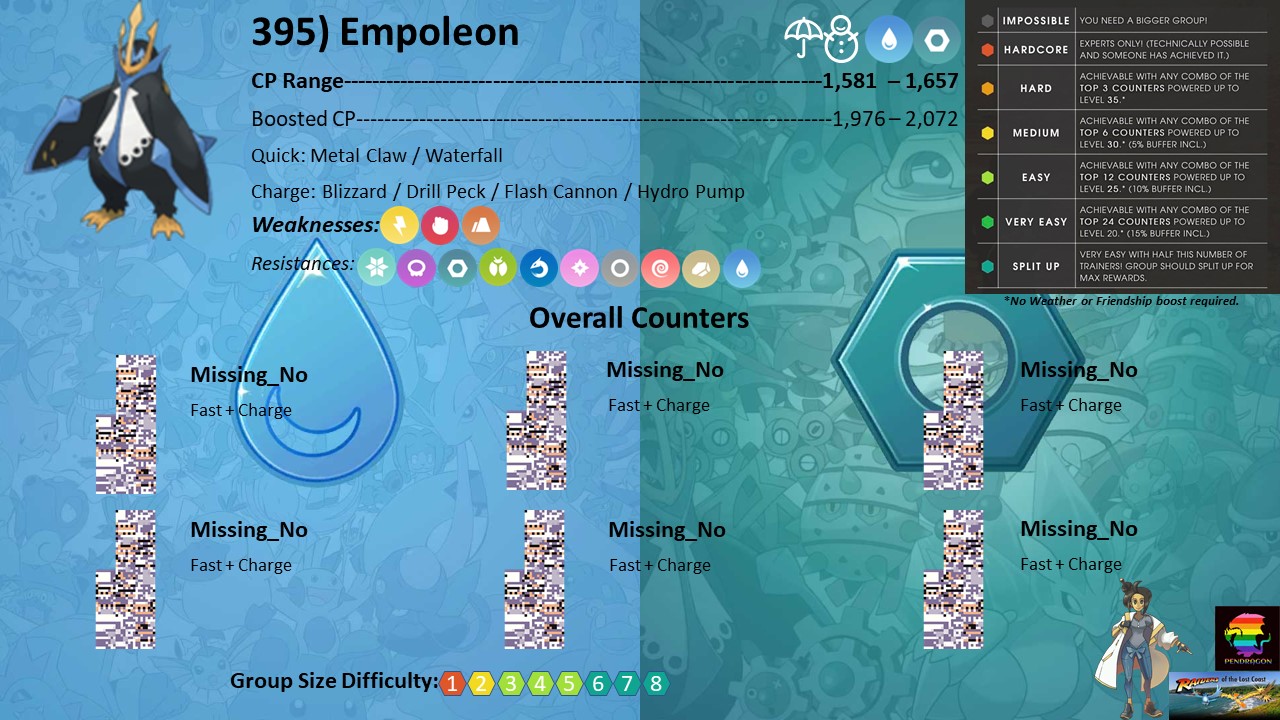 395) Empoleon
CP Range--------------------------------------------------------------------1,581 – 1,657
Boosted CP--------------------------------------------------------------------1,976 – 2,072
Quick: Metal Claw / Waterfall
Charge: Blizzard / Drill Peck / Flash Cannon / Hydro Pump
Weaknesses:
Resistances:
IMPOSSIBLE
YOU NEED A BIGGER GROUP!
HARDCORE
EXPERTS ONLY! (TECHNICALLY POSSIBLE
AND SOMEONE HAS ACHIEVED IT.)
HARD
ACHIEVABLE WITH ANY COMBO OF THE
TOP 3 COUNTERS POWERED UP TO
LEVEL 35.*
MEDIUM
ACHIEVABLE WITH ANY COMBO OF THE
TOP 6 COUNTERS POWERED UP TO
LEVEL 30.* (5% BUFFER INCL.)
EASY
ACHIEVABLE WITH ANY COMBO OF THE
TOP 12 COUNTERS POWERED UP TO
LEVEL 25.* (10% BUFFER INCL.)
VERY EASY
ACHIEVABLE WITH ANY COMBO OF THE
TOP 24 COUNTERS POWERED UP TO
LEVEL 20.* (15% BUFFER INCL.)
SPLIT UP
VERY EASY WITH HALF THIS NUMBER OF
TRAINERS! GROUP SHOULD SPLIT UP FOR
MAX REWARDS.
*No Weather or Friendship boost required.
Overall Counters
Missing_No
Fast + Charge
Missing_No
Fast + Charge
Missing_No
Fast + Charge
Missing_No
Fast + Charge
Missing_No
Fast + Charge
Missing_No
Fast + Charge
Group Size Difficulty: 1 2 3 4 5 6 7 8
PENDRAGON
RAIDERS of the Lost Coast